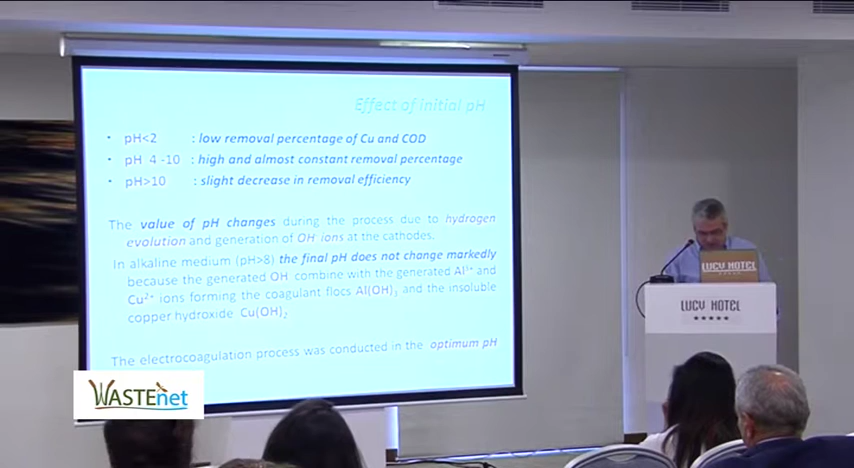 Effect of initial pH
• pH<2 : low removal percentage of Cu and COD
• pH 4 -10 : high and almost constant removal percentage
• pH>10 : slight decrease in removal efficiency
The value of pH changes during the process due to hydrogen
evolution and generation of OH⁻ ions at the cathodes.
In alkaline medium (pH>8) the final pH does not change markedly
because the generated OH⁻ combine with the generated Al³⁺ and
Cu²⁺ ions forming the coagulant flocs Al(OH)₃ and the insoluble
copper hydroxide Cu(OH)₂
The electrocoagulation process was conducted in the optimum pH
WASTEnet
LUCY HOTEL
LUCY HOTEL